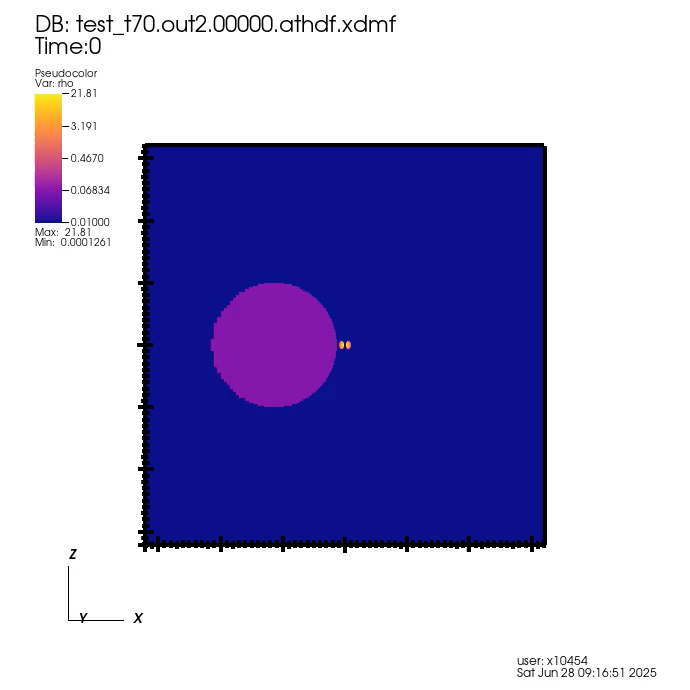 DB: test_t70.out2.00000.athdf.xdmf
Time:0
Pseudocolor
Var: rho
21.81
3.191
0.4670
0.06834
0.01000
Max: 21.81
Min: 0.0001261
Z
Y
X
user: x10454
Sat Jun 28 09:16:51 2025